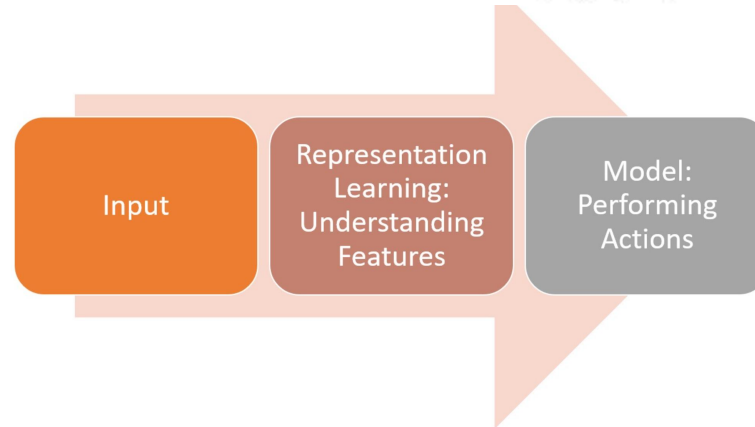 Input
Representation
Learning:
Understanding
Features
Model:
Performing
Actions